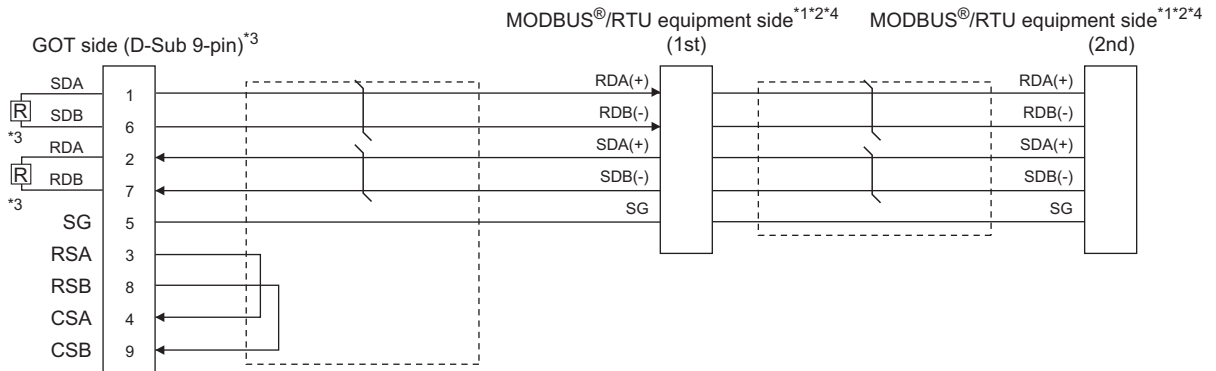 MODBUS®/RTU equipment side*1*2*4 MODBUS®/RTU equipment side*1*2*4
GOT side (D-Sub 9-pin)*3 (1st) (2nd)
SDA 1 RDA(+) RDA(+)
R
SDB 6 RDB(-) RDB(-)
*3
RDA 2 SDA(+) SDA(+)
R
RDB 7 SDB(-) SDB(-)
*3
SG 5 SG SG
RSA 3
RSB 8
CSA 4
CSB 9